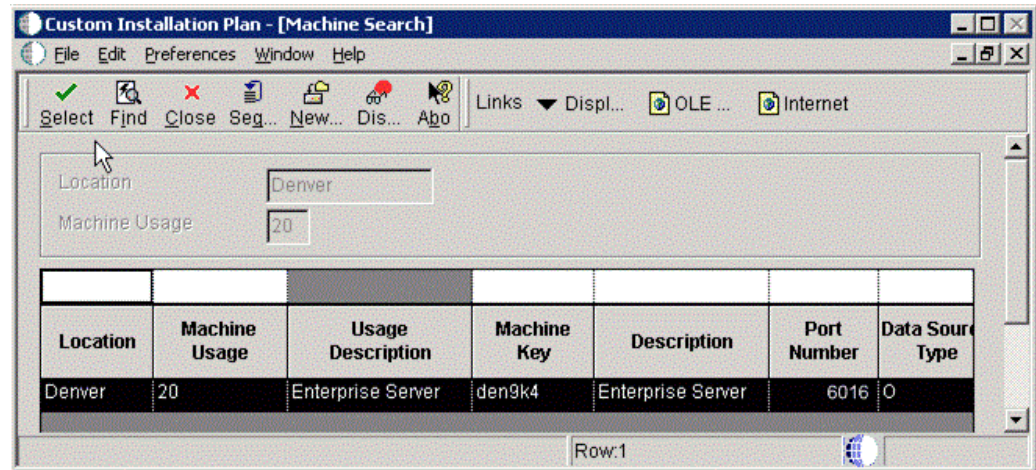 Custom Installation Plan - [Machine Search]
File Edit Preferences Window Help
Select Find Close Seq... New... Dis... Abo Links Displ... OLE ... Internet
Location Denver
Machine Usage 20
Location Machine Usage Usage Description Machine Key Description Port Number Data Sour Type
Denver 20 Enterprise Server den9k4 Enterprise Server 6016 O
Row:1